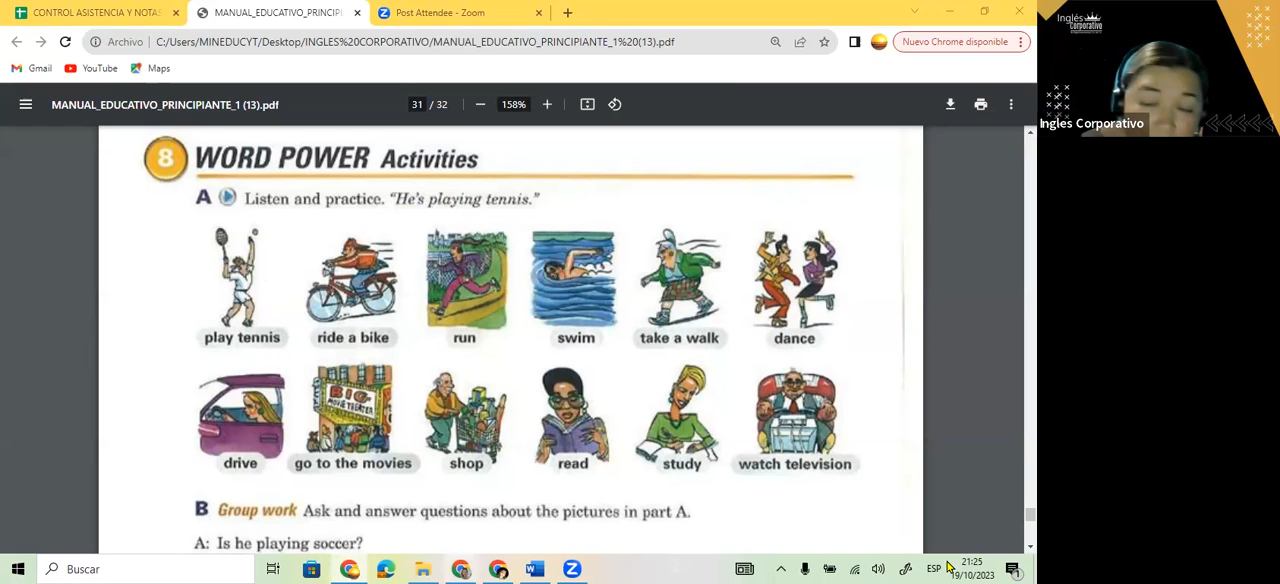 CONTROL ASISTENCIA Y NOTAS
MANUAL_EDUCATIVO_PRINCIPI
Post Attendee - Zoom
Archivo
C:/Users/MINEDUCYT/Desktop/INGLES%20CORPORATIVO/MANUAL_EDUCATIVO_PRINCIPIANTE_1%20(13).pdf
Nuevo Chrome disponible
Gmail
YouTube
Maps
MANUAL_EDUCATIVO_PRINCIPIANTE_1 (13).pdf
31 / 32
158%
Inglés
Corporativo
Ingles Corporativo
8 WORD POWER Activities
A Listen and practice. "He's playing tennis."
play tennis
ride a bike
run
swim
take a walk
dance
BIG
MOVIE THEATER
drive
go to the movies
shop
read
study
watch television
B Group work Ask and answer questions about the pictures in part A.
A: Is he playing soccer?
Buscar
ESP
21:25
19/10/2023